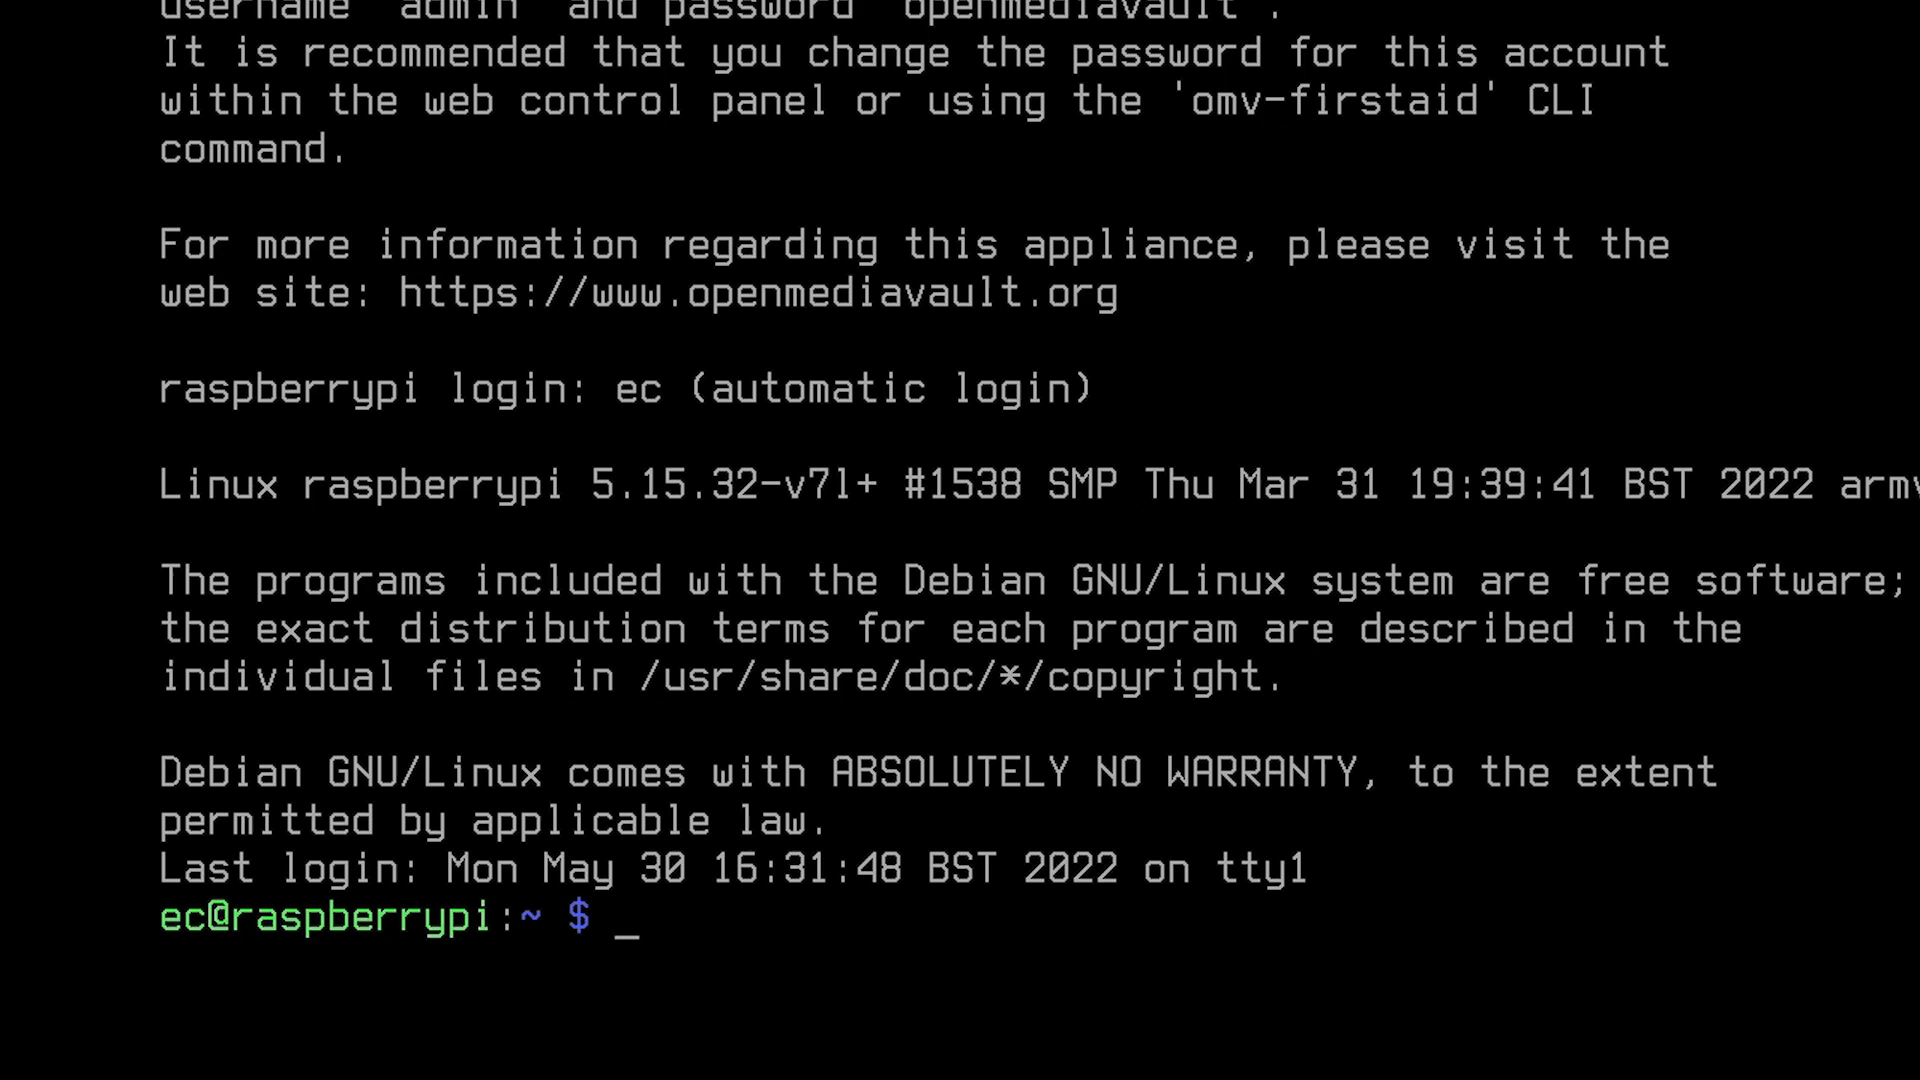 username 'admin' and password 'openmediavault'.
It is recommended that you change the password for this account
within the web control panel or using the 'omv-firstaid' CLI
command.
For more information regarding this appliance, please visit the
web site: https://www.openmediavault.org
raspberrypi login: ec (automatic login)
Linux raspberrypi 5.15.32-v7l+ #1538 SMP Thu Mar 31 19:39:41 BST 2022 armv
The programs included with the Debian GNU/Linux system are free software;
the exact distribution terms for each program are described in the
individual files in /usr/share/doc/*/copyright.
Debian GNU/Linux comes with ABSOLUTELY NO WARRANTY, to the extent
permitted by applicable law.
Last login: Mon May 30 16:31:48 BST 2022 on tty1
ec@raspberrypi:~ $ _